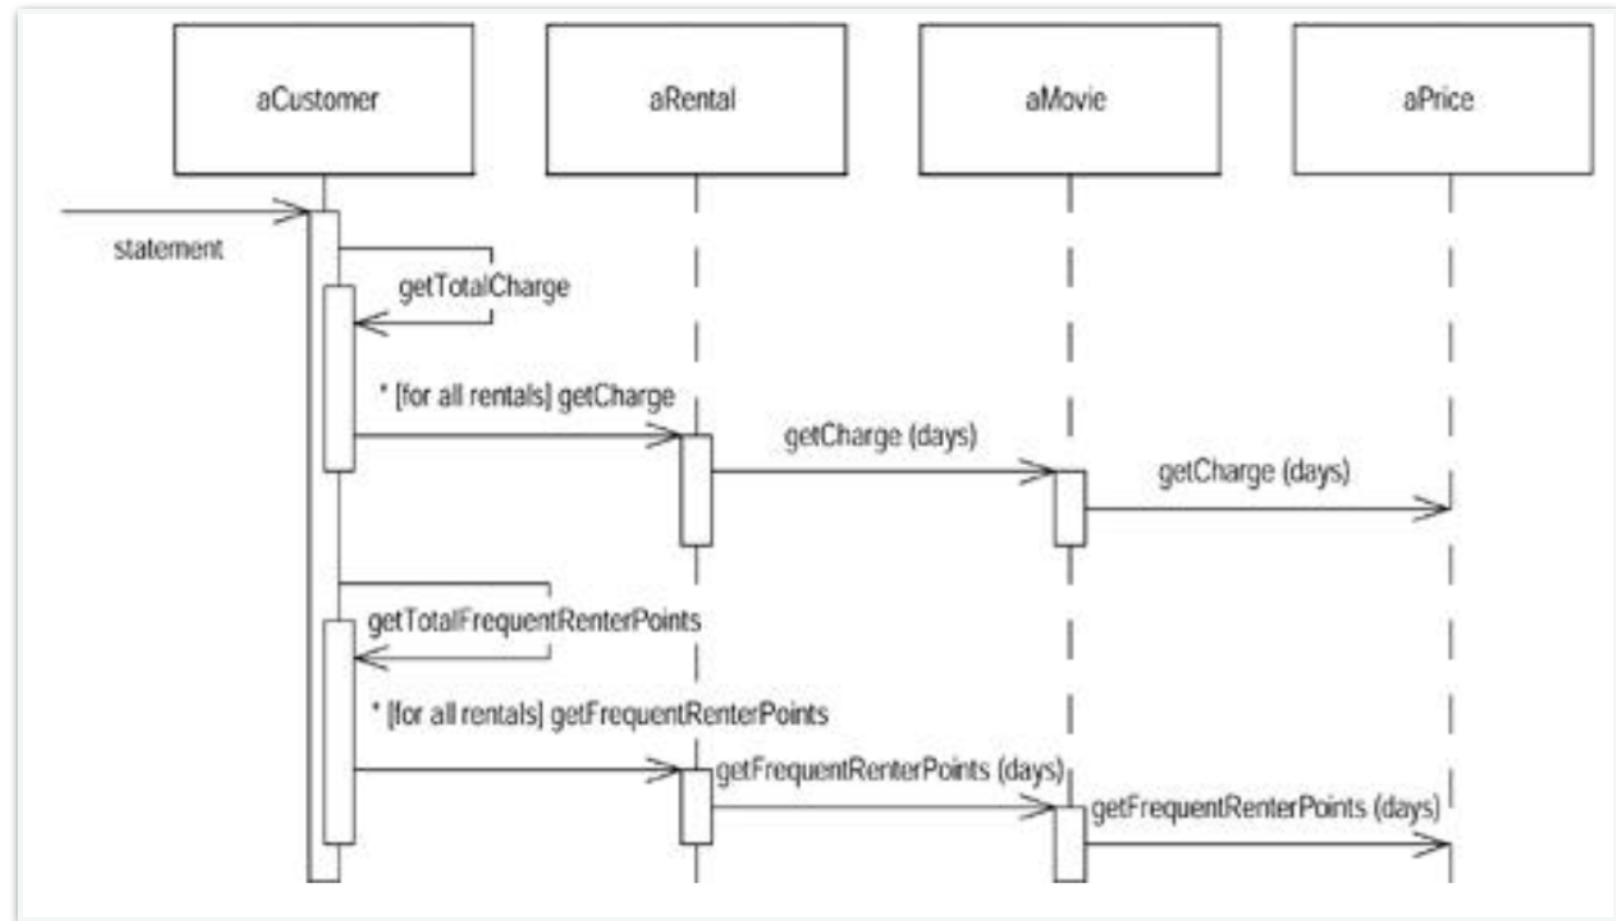 aCustomer
aRental
aMovie
aPrice
statement
getTotalCharge
* [for all rentals] getCharge
getCharge (days)
getCharge (days)
getTotalFrequentRenterPoints
* [for all rentals] getFrequentRenterPoints
getFrequentRenterPoints (days)
getFrequentRenterPoints (days)